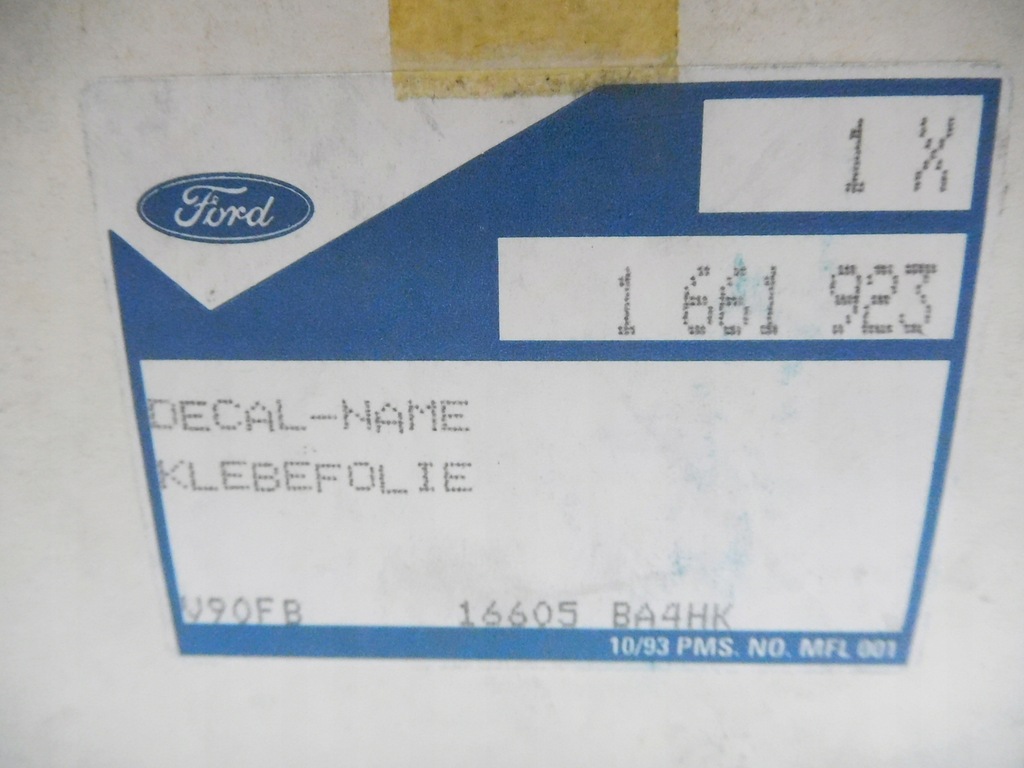 Ford
1 X
1 661 923
DECAL-NAME
KLEBEFOLIE
V90FB 16605 BA4HK
10/93 PMS. NO. MFL 001